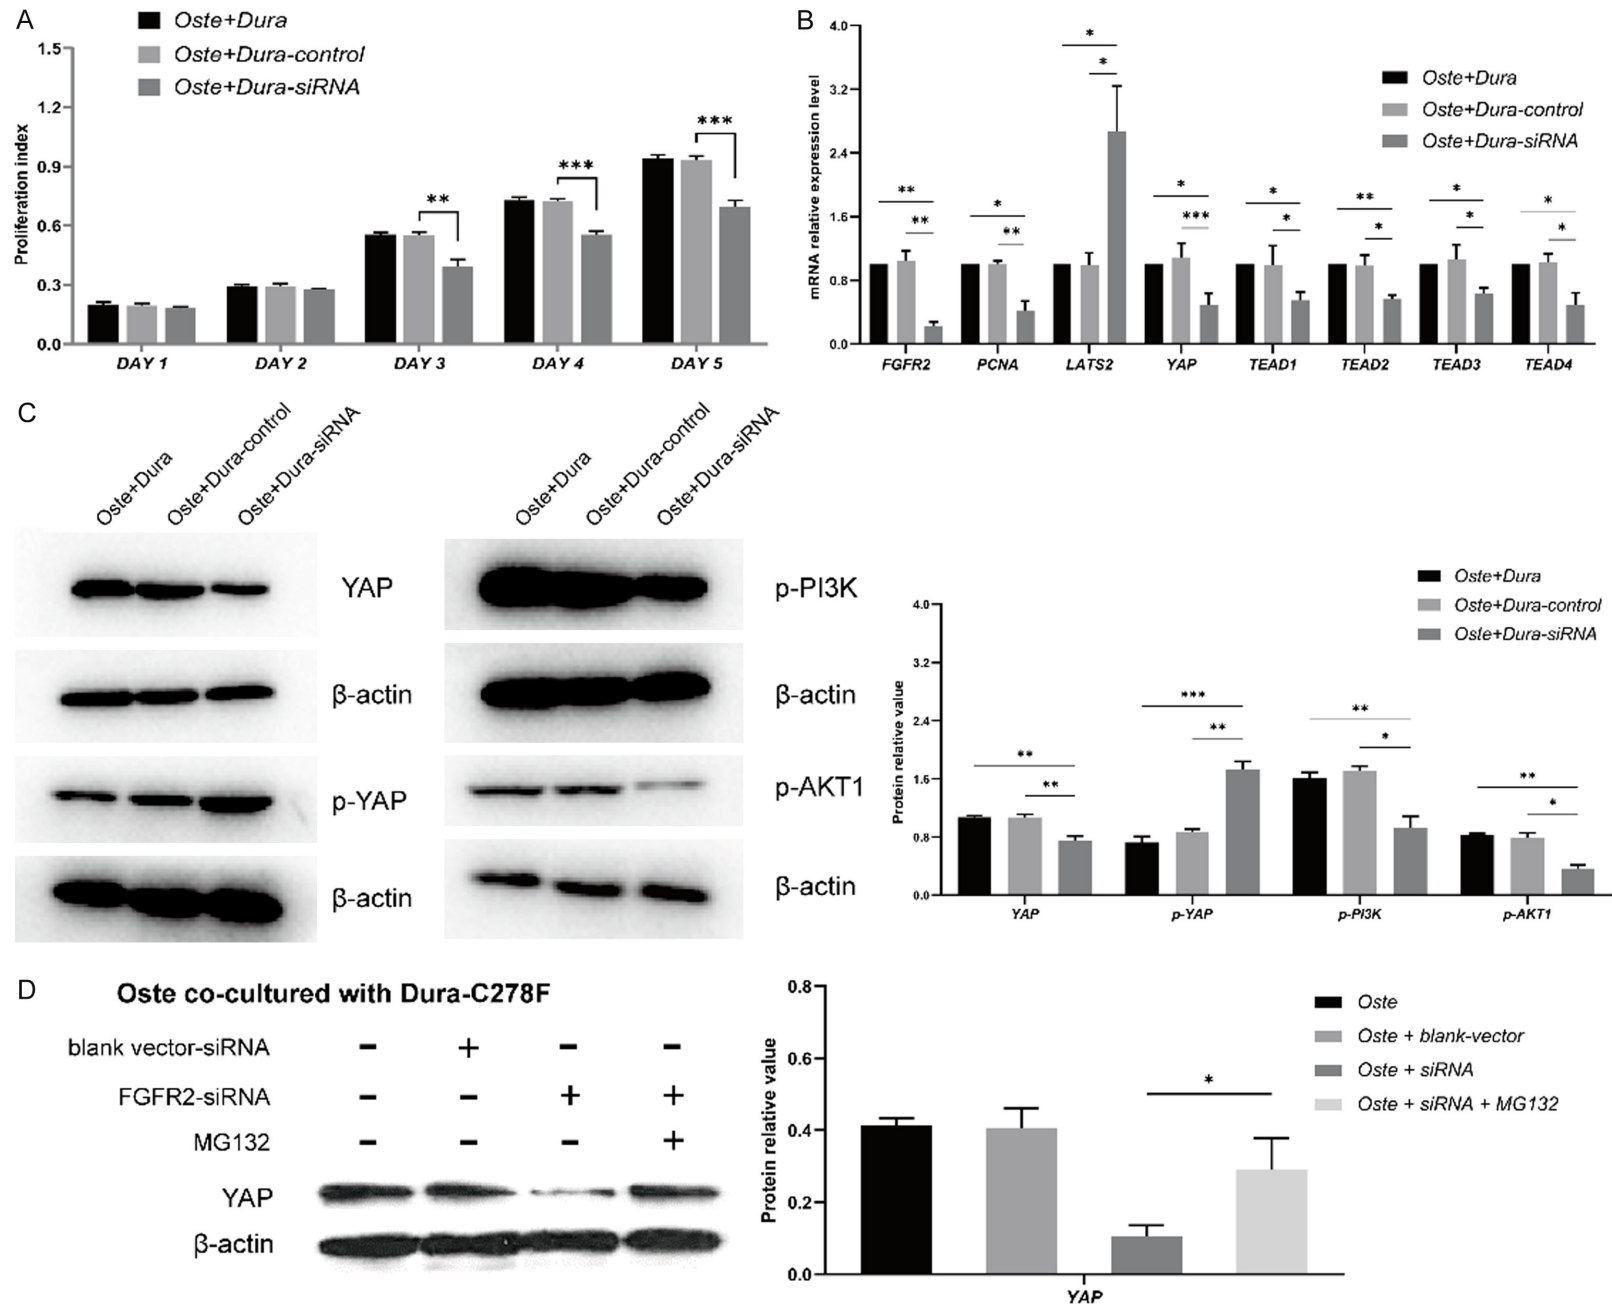 A
Oste+Dura
Oste+Dura-control
Oste+Dura-siRNA
Proliferation index
1.5
1.2
0.9
0.6
0.3
0.0
**
***
***
DAY 1 DAY 2 DAY 3 DAY 4 DAY 5
B
Oste+Dura
Oste+Dura-control
Oste+Dura-siRNA
mRNA relative expression level
4.0
3.2
2.4
1.6
0.8
0.0
** * * * * ** * *
** ** * *** * * * *
FGFR2 PCNA LATS2 YAP TEAD1 TEAD2 TEAD3 TEAD4
C
Oste+Dura
Oste+Dura-control
Oste+Dura-siRNA
YAP
β-actin
p-YAP
β-actin
Oste+Dura
Oste+Dura-control
Oste+Dura-siRNA
p-PI3K
β-actin
p-AKT1
β-actin
Oste+Dura
Oste+Dura-control
Oste+Dura-siRNA
Protein relative value
4.0
3.2
2.4
1.6
0.8
0.0
** *** ** **
** ** * *
YAP p-YAP p-PI3K p-AKT1
D
Oste co-cultured with Dura-C278F
blank vector-siRNA - + - -
FGFR2-siRNA - - + +
MG132 - - - +
YAP
β-actin
Oste
Oste + blank-vector
Oste + siRNA
Oste + siRNA + MG132
Protein relative value
0.8
0.6
0.4
0.2
0.0
*
YAP